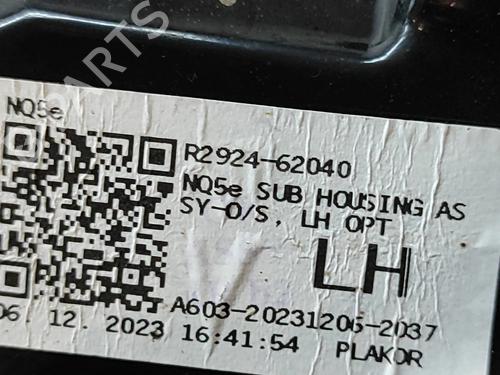 PARTS
NQ5e
R2924-62040
NQ5e SUB HOUSING AS
SY-O/S, LH OPT
LH
A603-20231206-2037
06. 12. 2023 16:41:54 PLAKOR